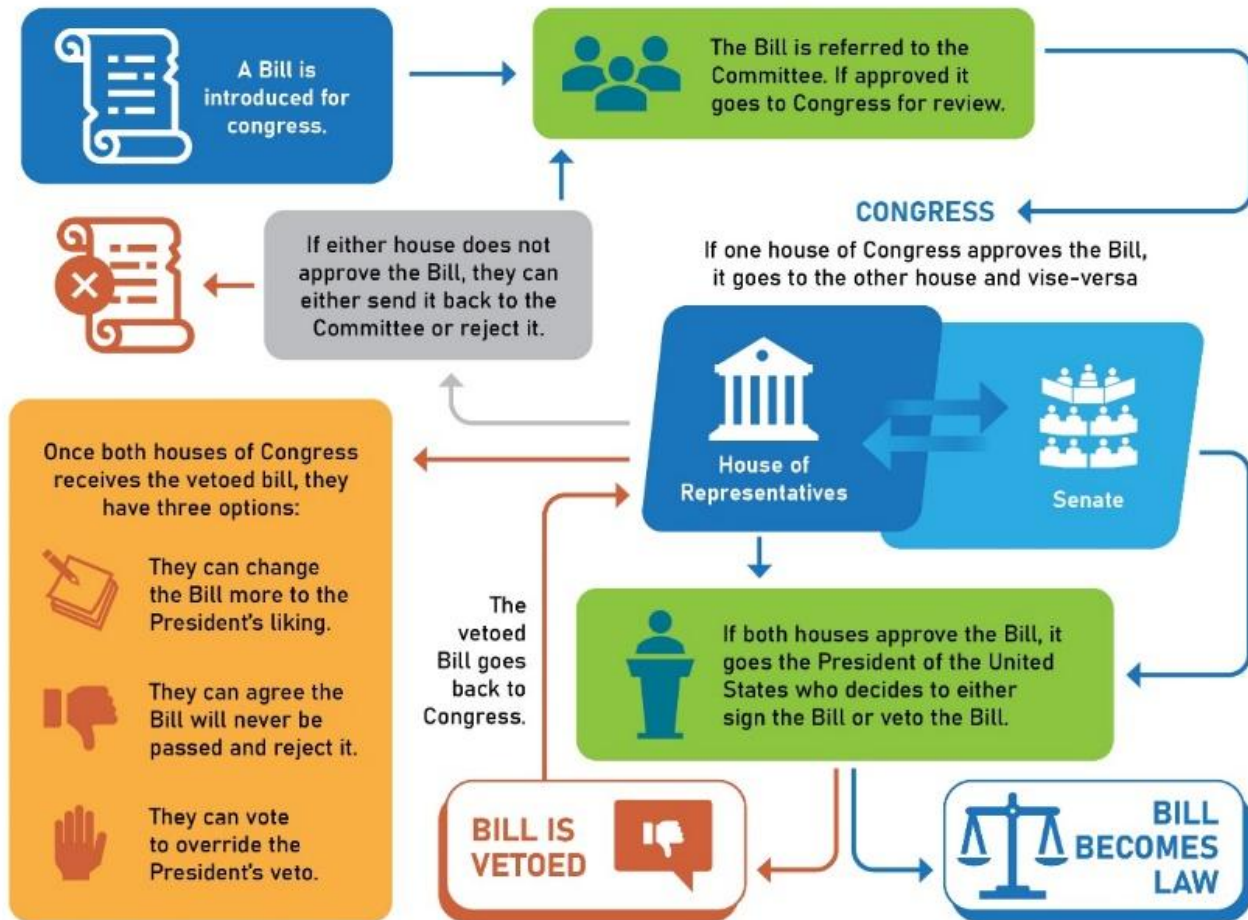 A Bill is
introduced for
congress.
The Bill is referred to the
Committee. If approved it
goes to Congress for review.
CONGRESS
If one house of Congress approves the Bill,
it goes to the other house and vise-versa
If either house does not
approve the Bill, they can
either send it back to the
Committee or reject it.
House of
Representatives
Senate
Once both houses of Congress
receives the vetoed bill, they
have three options:
They can change
the Bill more to the
President's liking.
They can agree the
Bill will never be
passed and reject it.
They can vote
to override the
President's veto.
The
vetoed
Bill goes
back to
Congress.
If both houses approve the Bill, it
goes the President of the United
States who decides to either
sign the Bill or veto the Bill.
BILL IS
VETOED
BILL
BECOMES
LAW